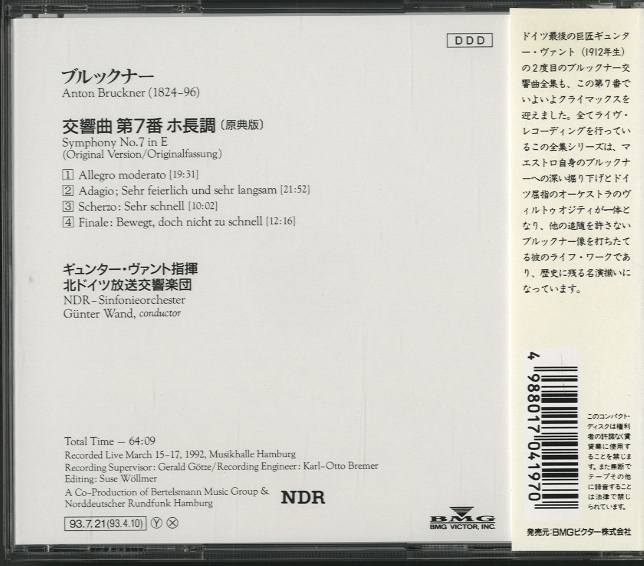 DDD
ブルックナー
Anton Bruckner (1824–96)
交響曲 第7番 ホ長調（原典版）
Symphony No.7 in E
(Original Version/Originalfassung)
1 Allegro moderato [19:31]
2 Adagio; Sehr feierlich und sehr langsam [21:52]
3 Scherzo: Sehr schnell [10:02]
4 Finale: Bewegt, doch nicht zu schnell [12:16]
ギュンター・ヴァント指揮
北ドイツ放送交響楽団
NDR–Sinfonieorchester
Günter Wand, conductor
Total Time — 64:09
Recorded Live March 15–17, 1992, Musikhalle Hamburg
Recording Supervisor: Gerald Götze/Recording Engineer: Karl-Otto Bremer
Editing: Suse Wöllmer
A Co-Production of Bertelsmann Music Group &
Norddeutscher Rundfunk Hamburg
NDR
93.7.21(93.4.10) Ⓨ Ⓧ
BMG
BMG VICTOR, INC.
ドイツ最後の巨匠ギュンタ
ー・ヴァント（1912年生）
の2度目のブルックナー交
響曲全集も、この第7番で
いよいよクライマックスを
迎えました。全てライヴ・
レコーディングを行ってい
るこの全集シリーズは、マ
エストロ自身のブルックナ
ーへの深い掘り下げとドイ
ツ屈指のオーケストラのヴ
ィルトゥオジティが一体と
なり、他の追随を許さない
ブルックナー像を打ちたて
てる彼のライフ・ワークであ
り、歴史に残る名演揃いに
なっています。
4988017041970
このコンパクト・
ディスクは権利
者の許諾なく賃
貸業に使用す
ることを禁じま
す。また無断で
テープその他
に録音すること
は法律で禁じ
られています。
発売元：BMGビクター株式会社